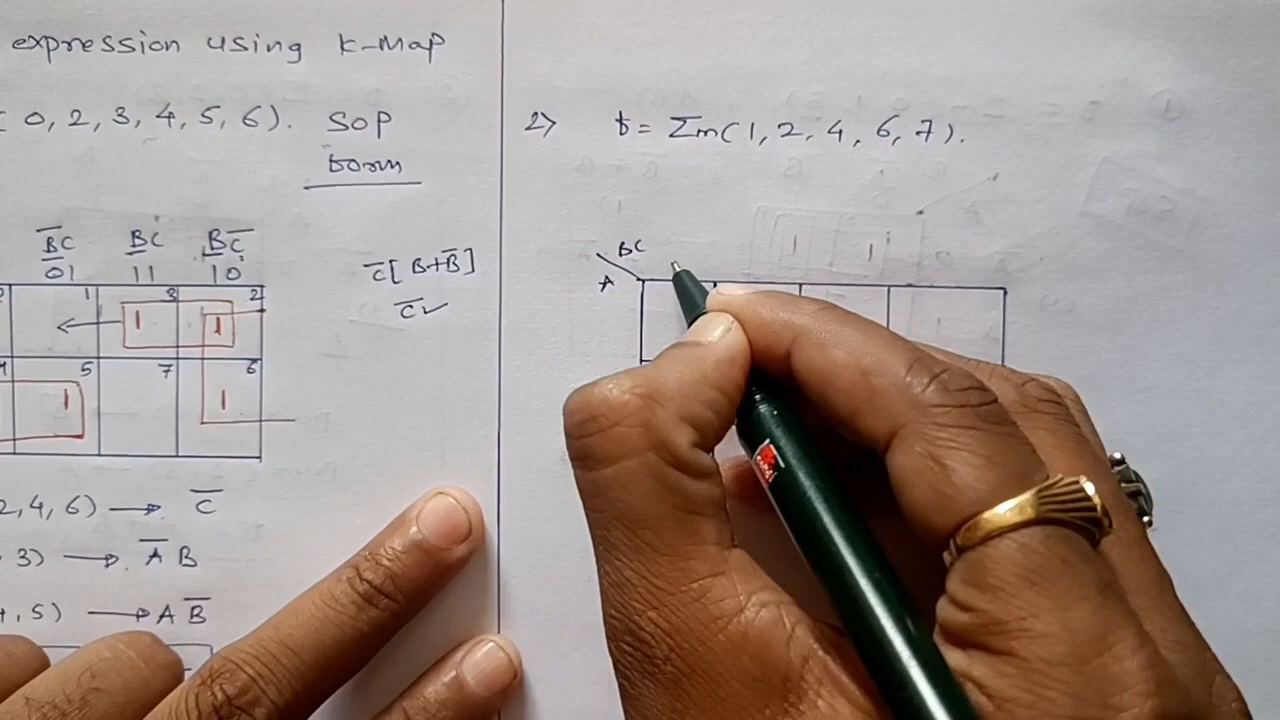 expression using K-Map
0, 2, 3, 4, 5, 6). SOP
form
B̅C BC BC̅
01 11 10
1 3 2
1 1
5 7 6
1 1
C̅[B+B̅]
C̅✓
2,4,6) → C̅
3) → A̅ B
,5) → A B̅
2) f = Σm(1, 2, 4, 6, 7).
BC
A